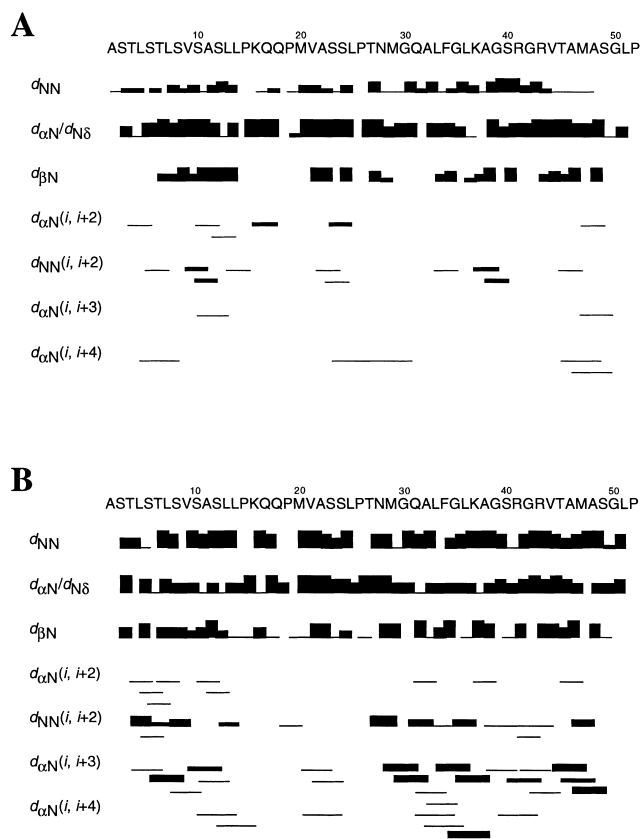 A
10 20 30 40 50
ASTLSTLSVSASLLPKQQPMVASSLPTNMGQALFGLKAGSRGRVTAMASGLP
dNN
dαN/dNδ
dβN
dαN(i, i+2)
dNN(i, i+2)
dαN(i, i+3)
dαN(i, i+4)
B
10 20 30 40 50
ASTLSTLSVSASLLPKQQPMVASSLPTNMGQALFGLKAGSRGRVTAMASGLP
dNN
dαN/dNδ
dβN
dαN(i, i+2)
dNN(i, i+2)
dαN(i, i+3)
dαN(i, i+4)